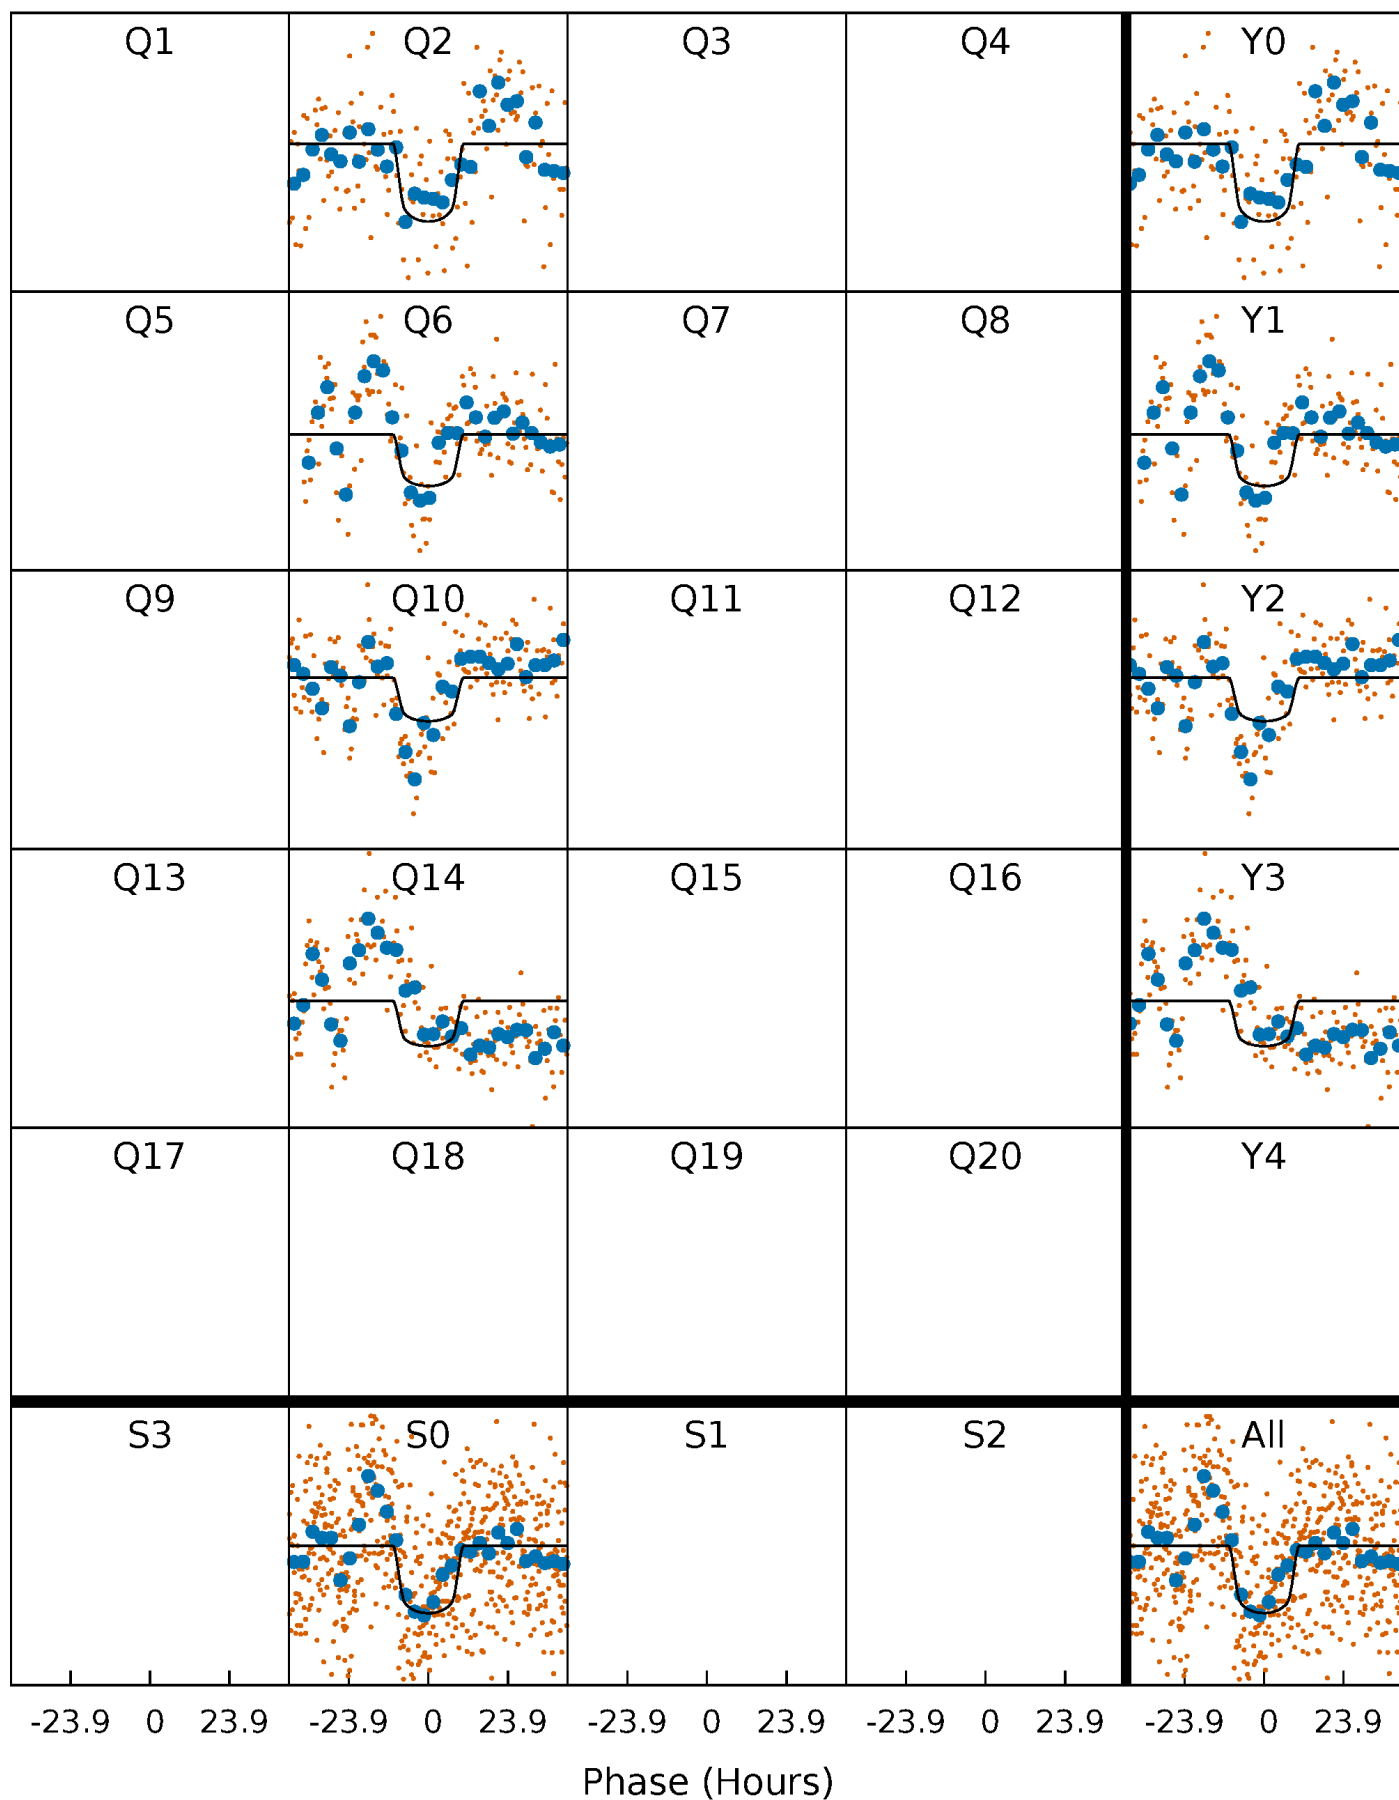 Q1 Q2 Q3 Q4 Y0
Q5 Q6 Q7 Q8 Y1
Q9 Q10 Q11 Q12 Y2
Q13 Q14 Q15 Q16 Y3
Q17 Q18 Q19 Q20 Y4
S3 S0 S1 S2 All
-23.9 0 23.9 -23.9 0 23.9 -23.9 0 23.9 -23.9 0 23.9 -23.9 0 23.9
Phase (Hours)